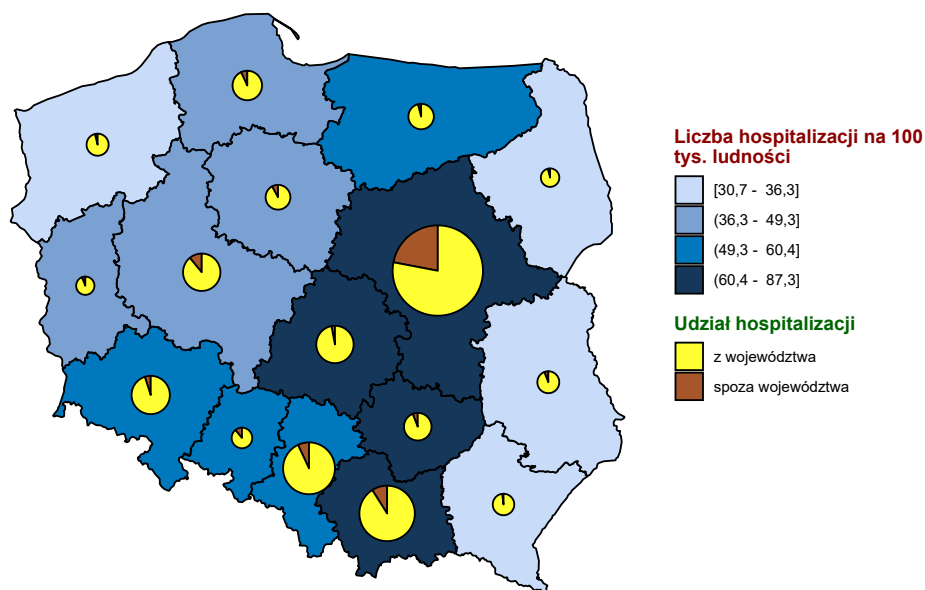 Liczba hospitalizacji na 100
tys. ludności
[30,7 - 36,3]
(36,3 - 49,3]
(49,3 - 60,4]
(60,4 - 87,3]
Udział hospitalizacji
z województwa
spoza województwa